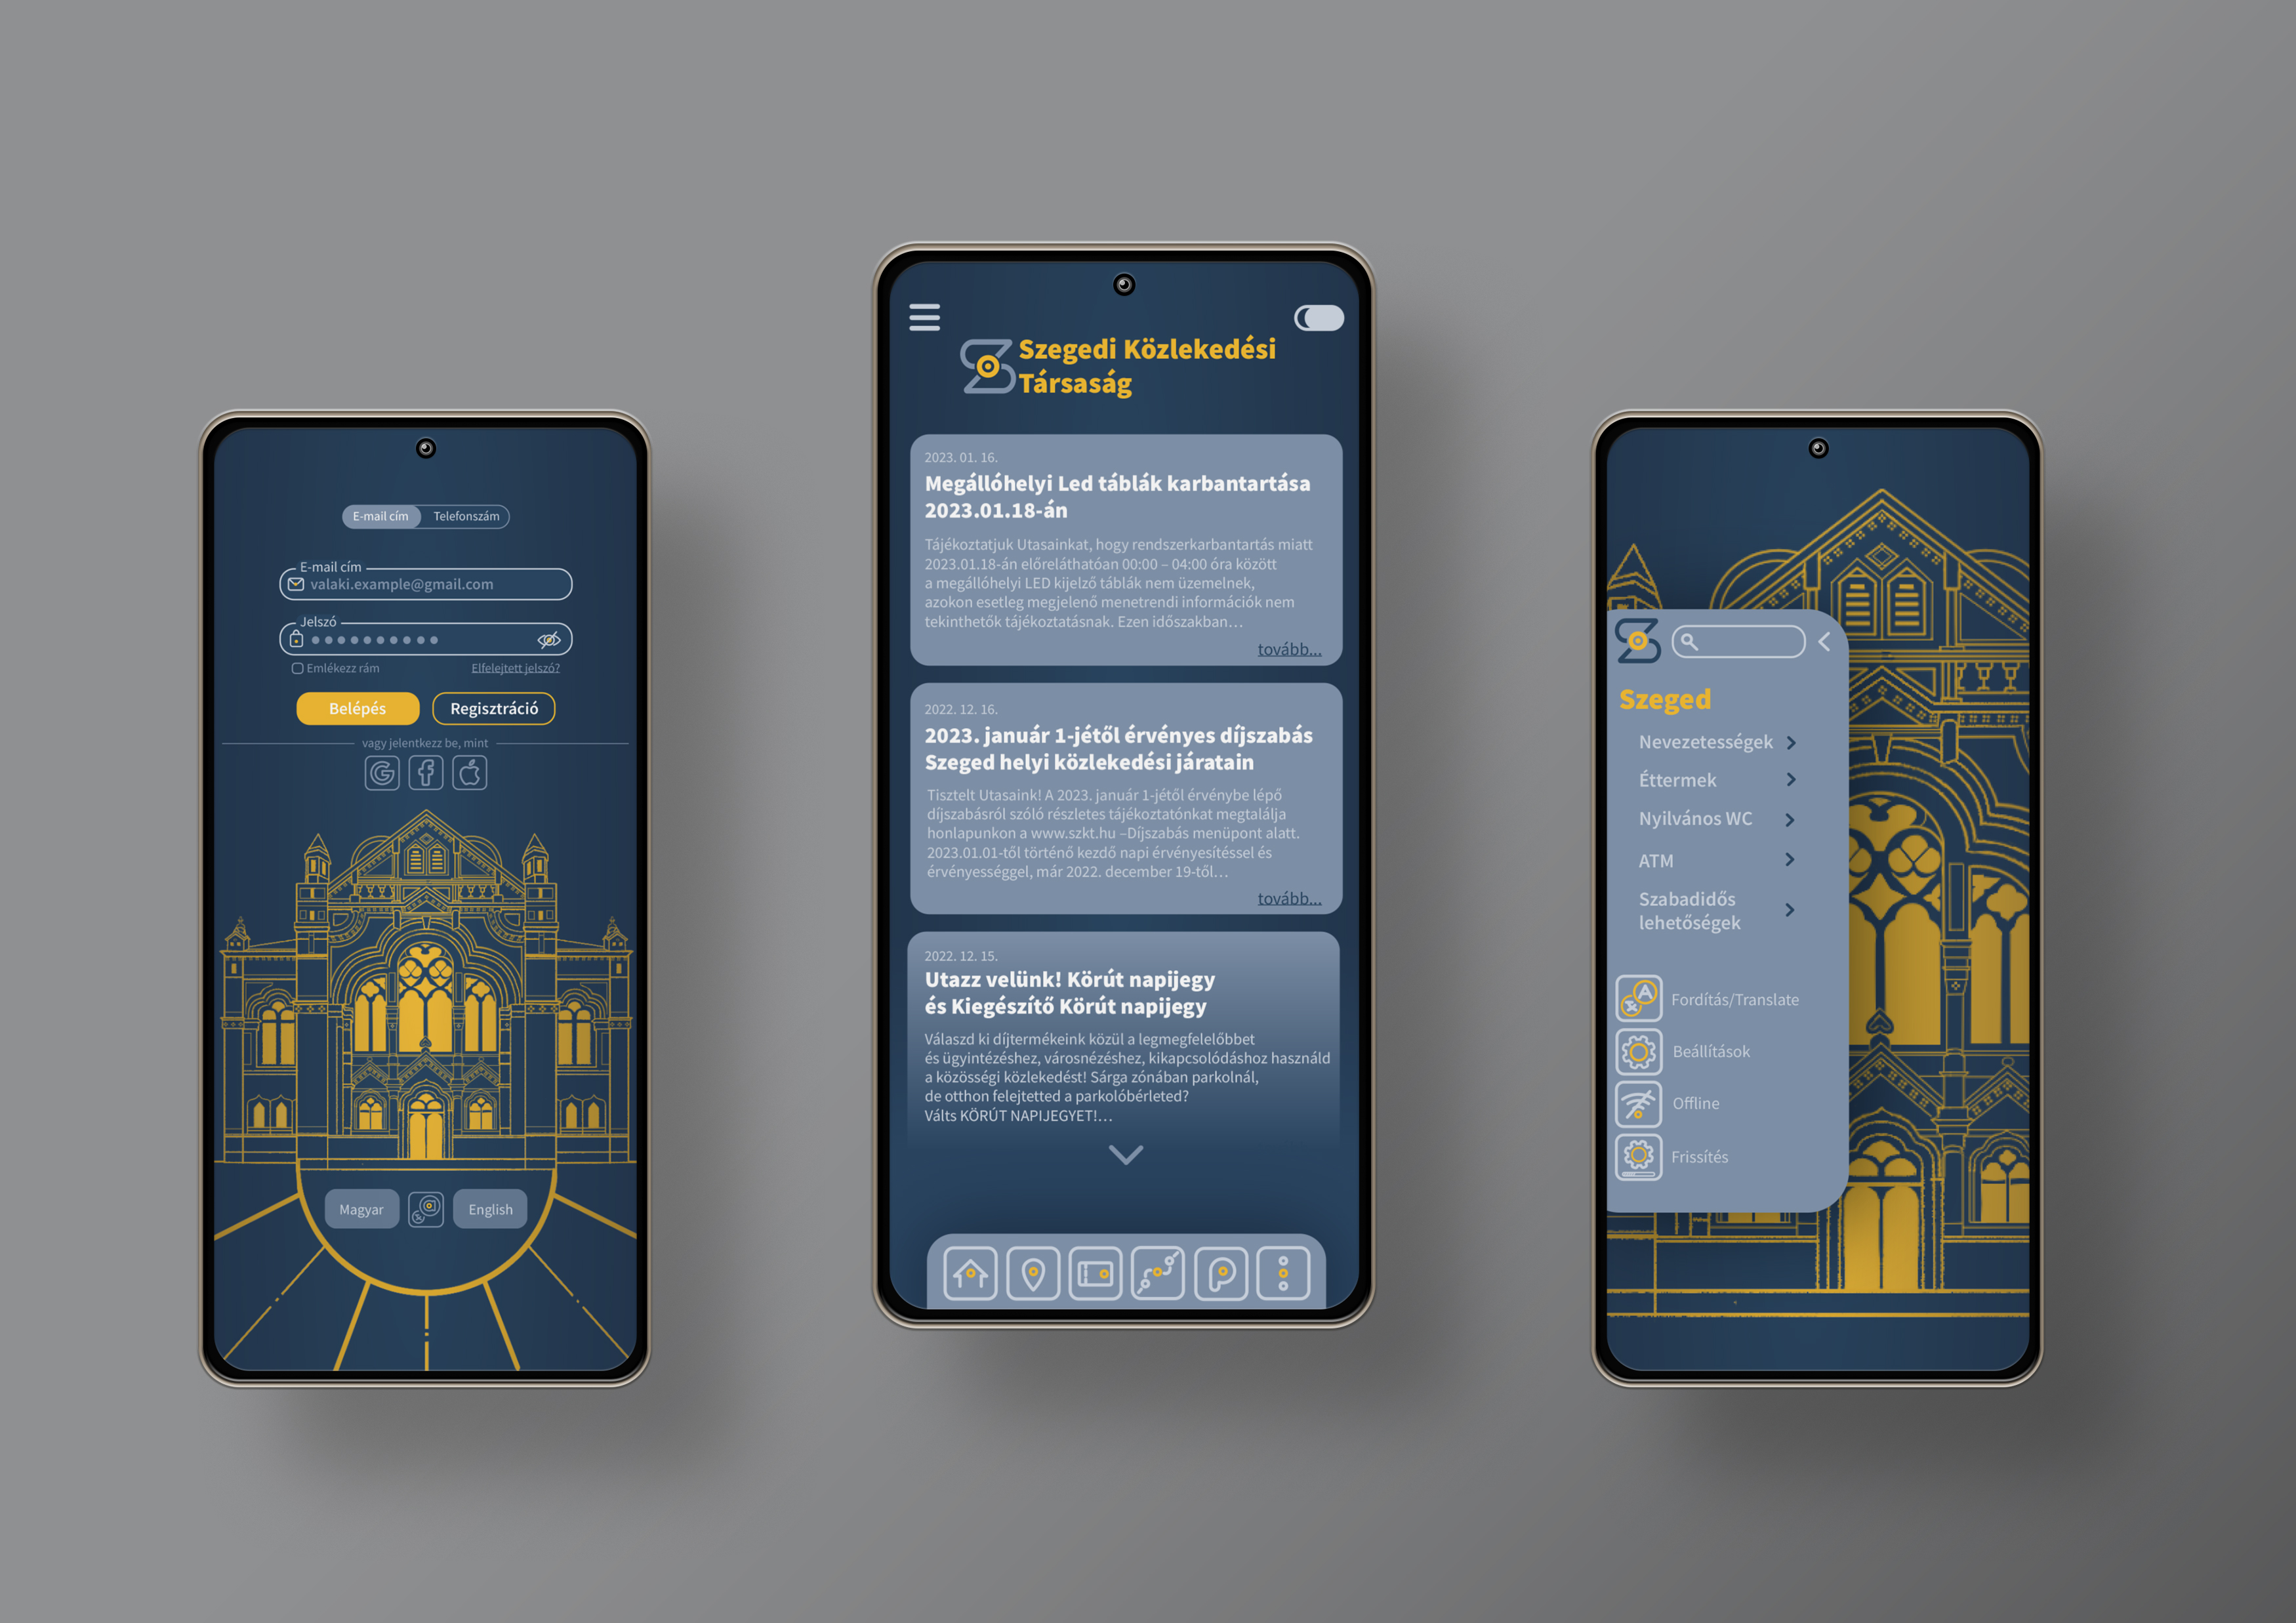 E-mail cím
Telefonszám
E-mail cím
valaki.example@gmail.com
Jelszó
Emlékezz rám
Elfelejtett jelszó?
Belépés
Regisztráció
vagy jelentkezz be, mint
Magyar
English
Szegedi Közlekedési
Társaság
2023. 01. 16.
Megállóhelyi Led táblák karbantartása
2023.01.18-án
Tájékoztatjuk Utasainkat, hogy rendszerkarbantartás miatt
2023.01.18-án előreláthatóan 00:00 – 04:00 óra között
a megállóhelyi LED kijelző táblák nem üzemelnek,
azokon esetleg megjelenő menetrendi információk nem
tekinthetők tájékoztatásnak. Ezen időszakban...
tovább...
2022. 12. 16.
2023. január 1-jétől érvényes díjszabás
Szeged helyi közlekedési járatain
Tisztelt Utasaink! A 2023. január 1-jétől érvénybe lépő
díjszabásról szóló részletes tájékoztatónkat megtalálja
honlapunkon a www.szkt.hu –Díjszabás menüpont alatt.
2023.01.01-től történő kezdő napi érvényesítéssel és
érvényességgel, már 2022. december 19-től...
tovább...
2022. 12. 15.
Utazz velünk! Körút napijegy
és Kiegészítő Körút napijegy
Válaszd ki díjtermékeink közül a legmegfelelőbbet
és ügyintézéshez, városnézéshez, kikapcsolódáshoz használd
a közösségi közlekedést! Sárga zónában parkolnál,
de otthon felejtetted a parkolóbérleted?
Válts KÖRÚT NAPIJEGYET!...
Szeged
Nevezetességek
Éttermek
Nyilvános WC
ATM
Szabadidős
lehetőségek
Fordítás/Translate
Beállítások
Offline
Frissítés